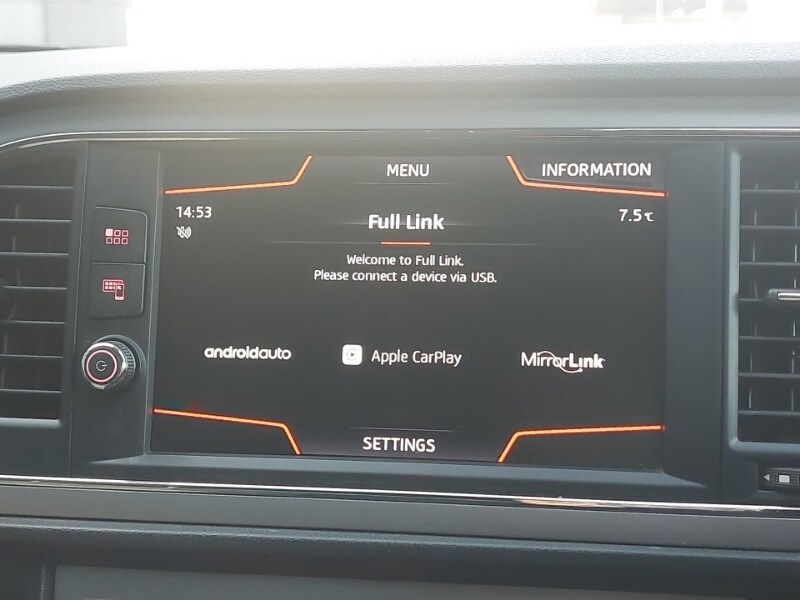 MENU
INFORMATION
14:53
7.5°C
Full Link
Welcome to Full Link.
Please connect a device via USB.
androidauto
Apple CarPlay
MirrorLink
SETTINGS